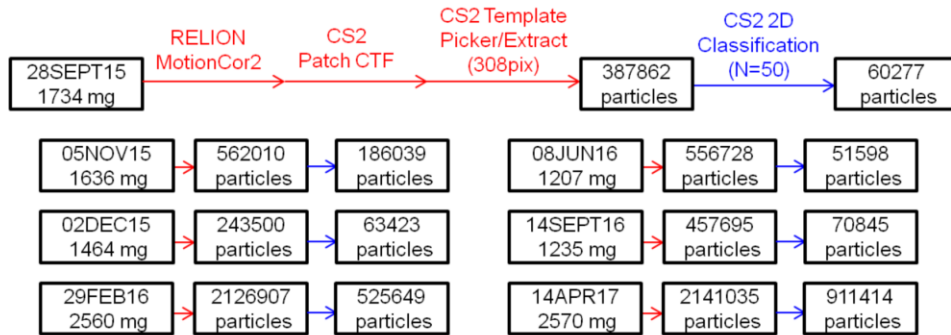 RELION
MotionCor2
CS2
Patch CTF
CS2 Template
Picker/Extract
(308pix)
CS2 2D
Classification
(N=50)
28SEPT15
1734 mg
387862
particles
60277
particles
05NOV15
1636 mg
562010
particles
186039
particles
08JUN16
1207 mg
556728
particles
51598
particles
02DEC15
1464 mg
243500
particles
63423
particles
14SEPT16
1235 mg
457695
particles
70845
particles
29FEB16
2560 mg
2126907
particles
525649
particles
14APR17
2570 mg
2141035
particles
911414
particles